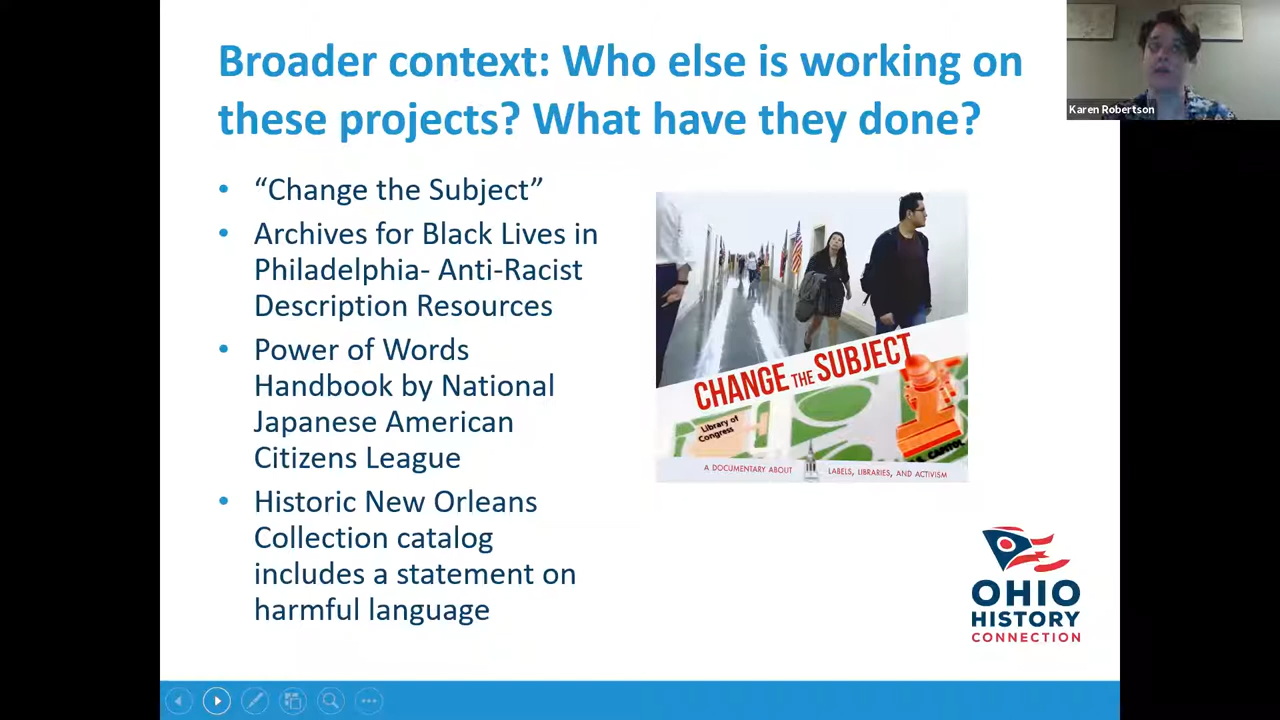 Broader context: Who else is working on
these projects? What have they done?
Karen Robertson
• “Change the Subject”
• Archives for Black Lives in
Philadelphia- Anti-Racist
Description Resources
• Power of Words
Handbook by National
Japanese American
Citizens League
• Historic New Orleans
Collection catalog
includes a statement on
harmful language
CHANGE THE SUBJECT
Library of
Congress
CAPITOL
A DOCUMENTARY ABOUT LABELS, LIBRARIES, AND ACTIVISM
OHIO
HISTORY
CONNECTION